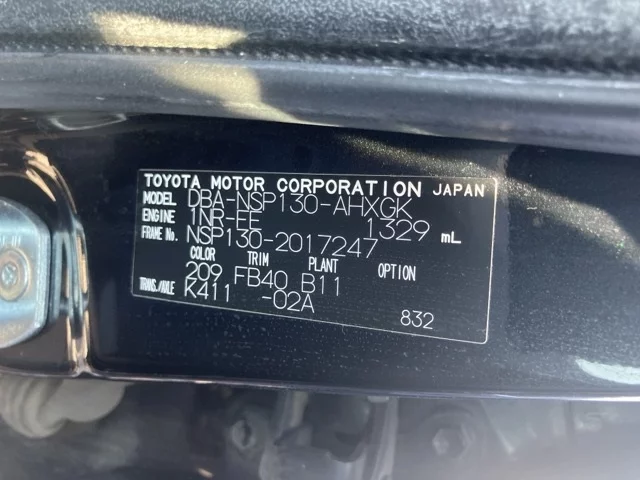 TOYOTA MOTOR CORPORATION JAPAN
MODEL DBA-NSP130-AHXGK
ENGINE 1NR-FE 1329 mL
FRAME No. NSP130-2017247
COLOR TRIM PLANT OPTION
209 FB40 B11
TRANS./AXLE K411 -02A
832